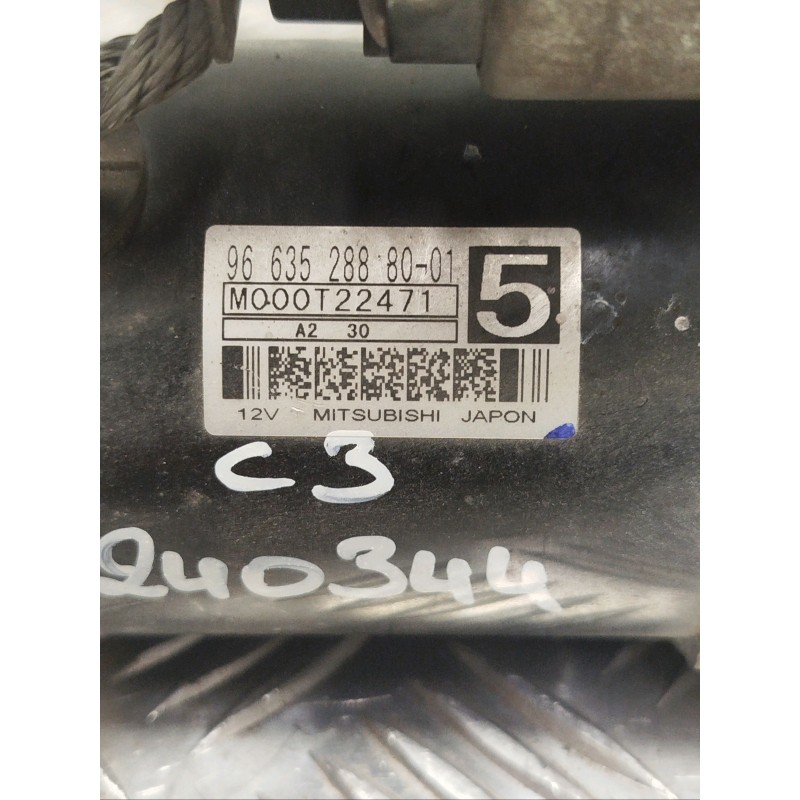 96 635 288 80-01
5
M000T22471
A2 30
12V MITSUBISHI JAPON
C3
240344